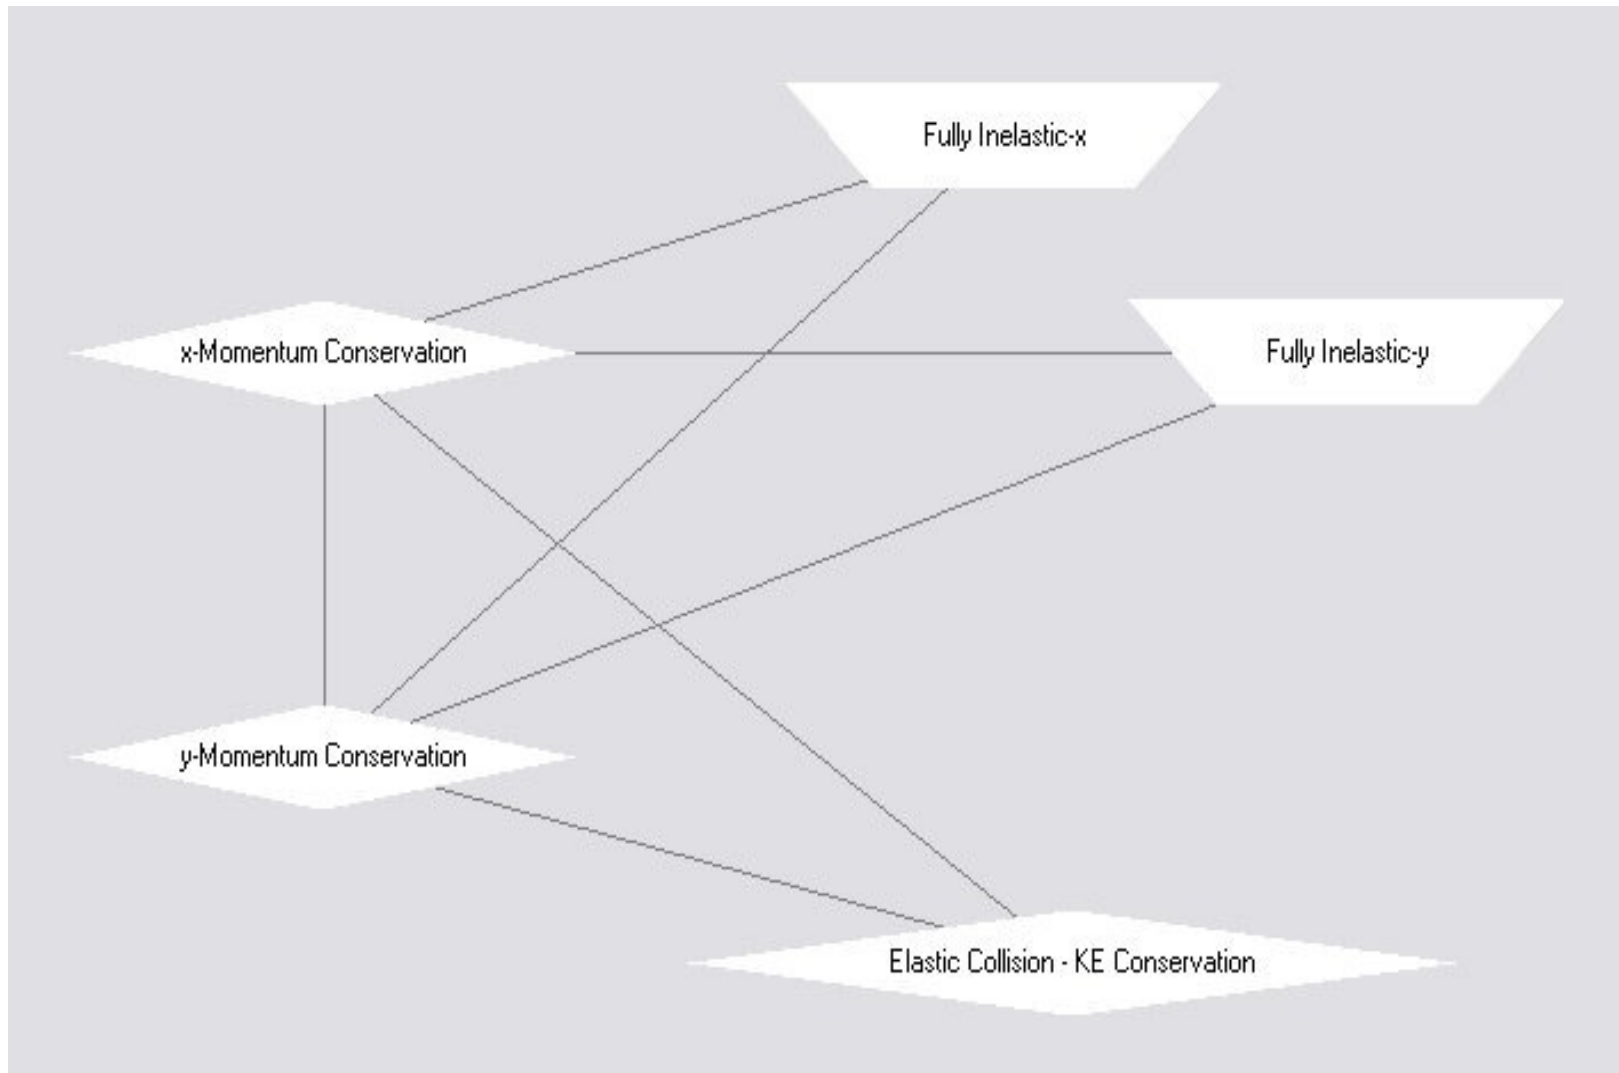 Fully Inelastic-x
x-Momentum Conservation
Fully Inelastic-y
y-Momentum Conservation
Elastic Collision - KE Conservation